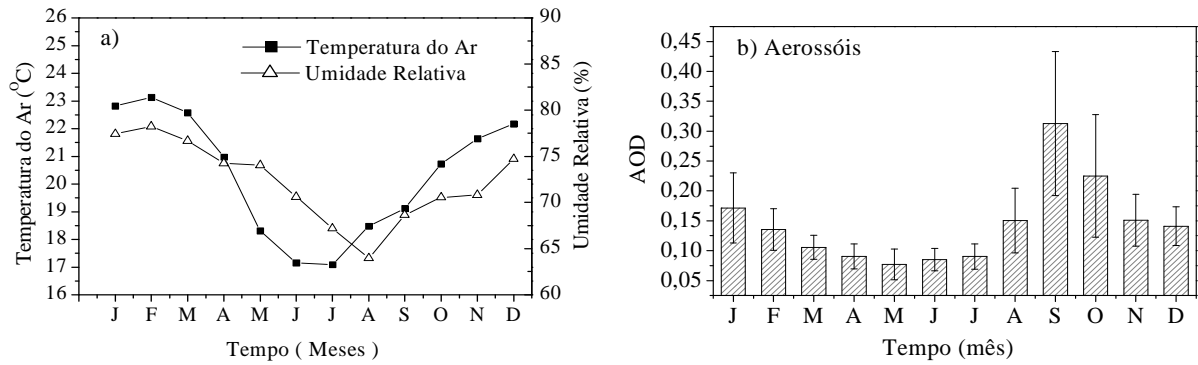 a)
Temperatura do Ar
Umidade Relativa
Temperatura do Ar (°C)
26
25
24
23
22
21
20
19
18
17
16
90
85
80
75
70
65
60
Umidade Relativa (%)
J F M A M J J A S O N D
Tempo ( Meses )
b) Aerossóis
AOD
0,45
0,40
0,35
0,30
0,25
0,20
0,15
0,10
0,05
J F M A M J J A S O N D
Tempo (mês)